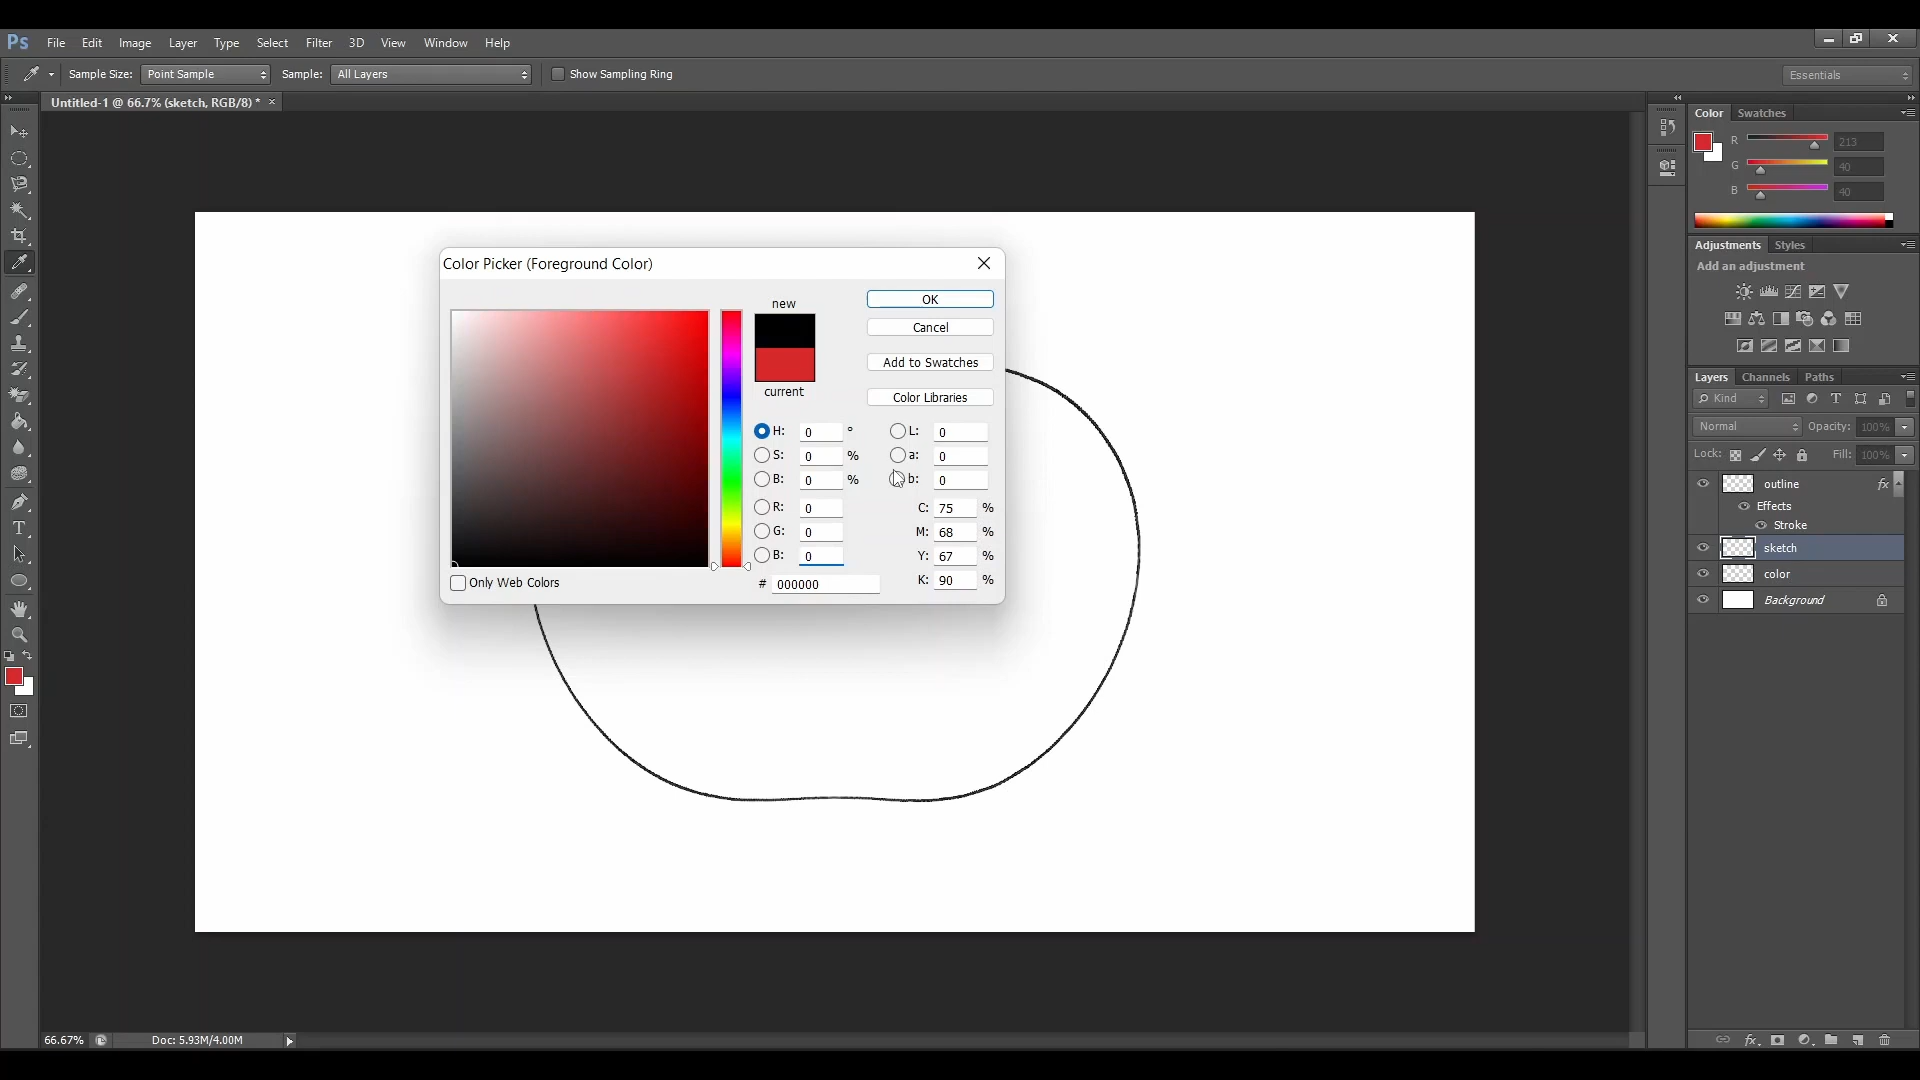 Ps File Edit Image Layer Type Select Filter 3D View Window Help
Sample Size: Point Sample Sample: All Layers Show Sampling Ring Essentials
Untitled-1 @ 66.7% (sketch, RGB/8) * ×
Color Swatches
R 213
G 40
B 40
Adjustments Styles
Add an adjustment
Layers Channels Paths
Kind T
Normal Opacity: 100%
Lock: Fill: 100%
outline fx
Effects
Stroke
sketch
color
Background
Color Picker (Foreground Color)
new
current
OK
Cancel
Add to Swatches
Color Libraries
H: 0 ° L: 0
S: 0 % a: 0
B: 0 % b: 0
R: 0 C: 75 %
G: 0 M: 68 %
B: 0 Y: 67 %
# 000000 K: 90 %
Only Web Colors
T
66.67% Doc: 5.93M/4.00M
fx